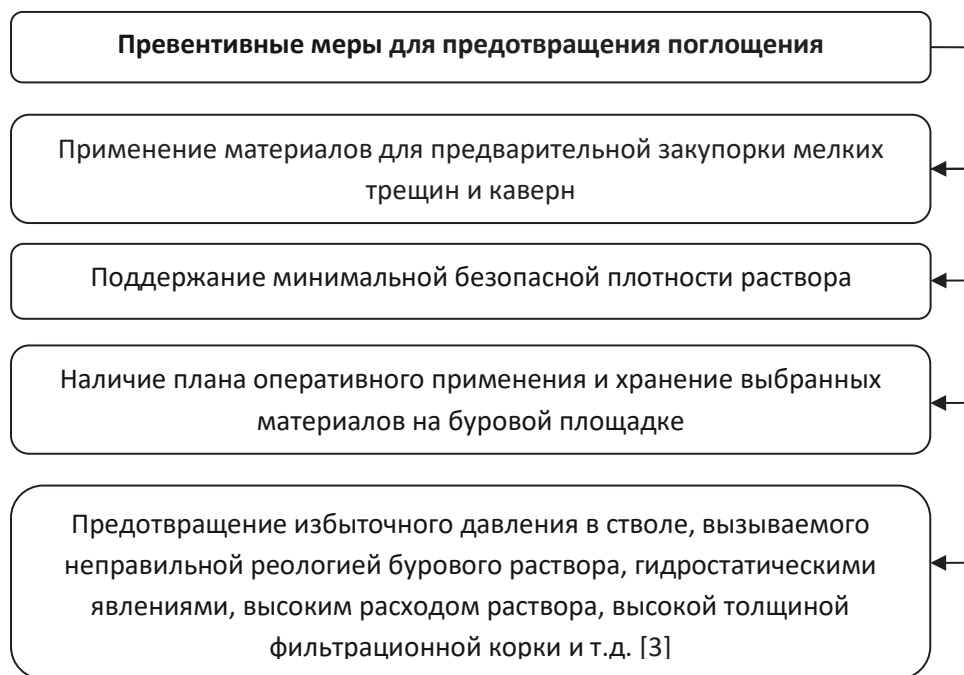 Превентивные меры для предотвращения поглощения
Применение материалов для предварительной закупорки мелких
трещин и каверн
Поддержание минимальной безопасной плотности раствора
Наличие плана оперативного применения и хранение выбранных
материалов на буровой площадке
Предотвращение избыточного давления в стволе, вызываемого
неправильной реологией бурового раствора, гидростатическими
явлениями, высоким расходом раствора, высокой толщиной
фильтрационной корки и т.д. [3]